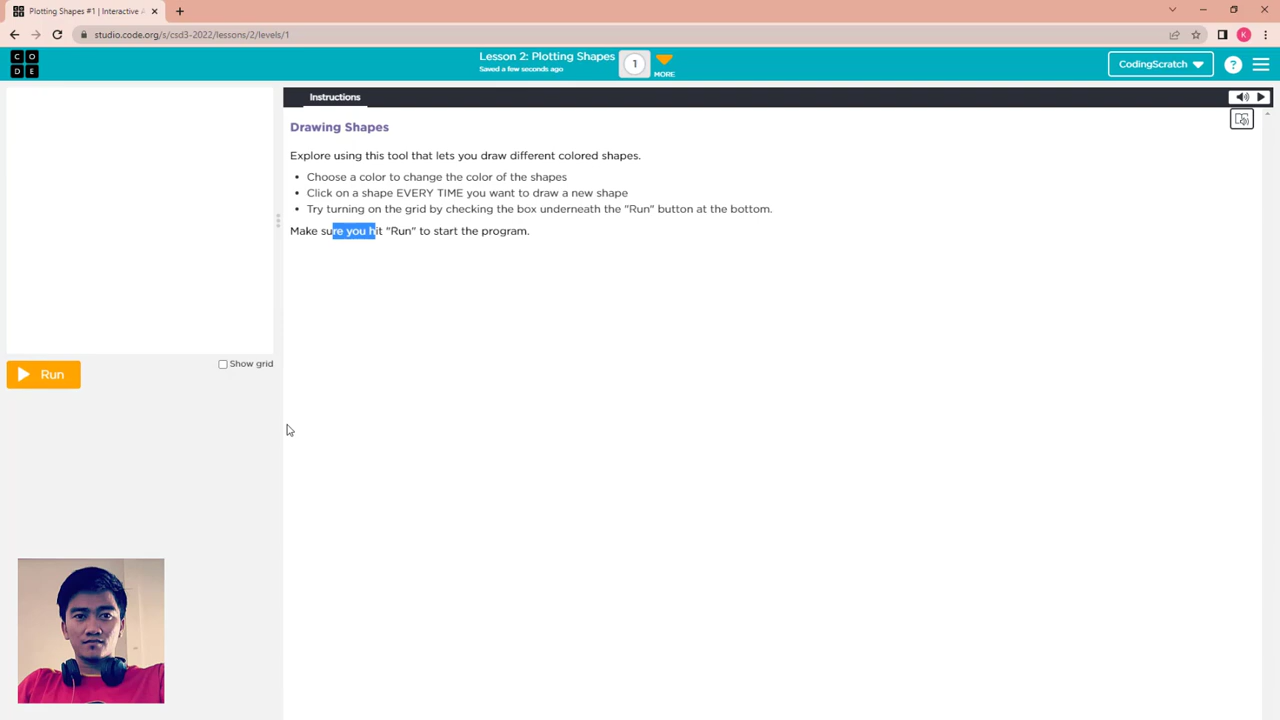 Plotting Shapes #1 | Interactive A
studio.code.org/s/csd3-2022/lessons/2/levels/1
K
C O
D E
Lesson 2: Plotting Shapes
Saved a few seconds ago
1
MORE
CodingScratch
?
Instructions
Drawing Shapes
Explore using this tool that lets you draw different colored shapes.
• Choose a color to change the color of the shapes
• Click on a shape EVERY TIME you want to draw a new shape
• Try turning on the grid by checking the box underneath the "Run" button at the bottom.
Make sure you hit "Run" to start the program.
Show grid
Run